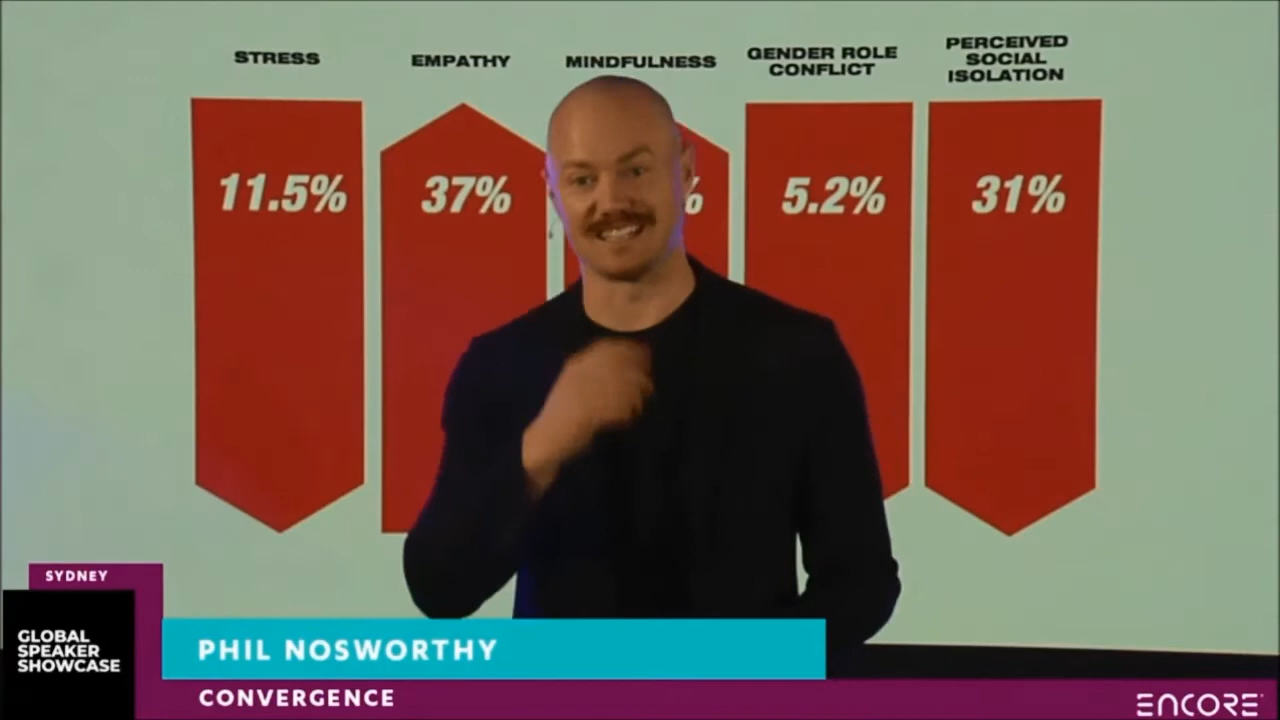 STRESS
EMPATHY
MINDFULNESS
GENDER ROLE
CONFLICT
PERCEIVED
SOCIAL
ISOLATION
11.5%
37%
%
5.2%
31%
SYDNEY
GLOBAL
SPEAKER
SHOWCASE
PHIL NOSWORTHY
CONVERGENCE
ENCORE